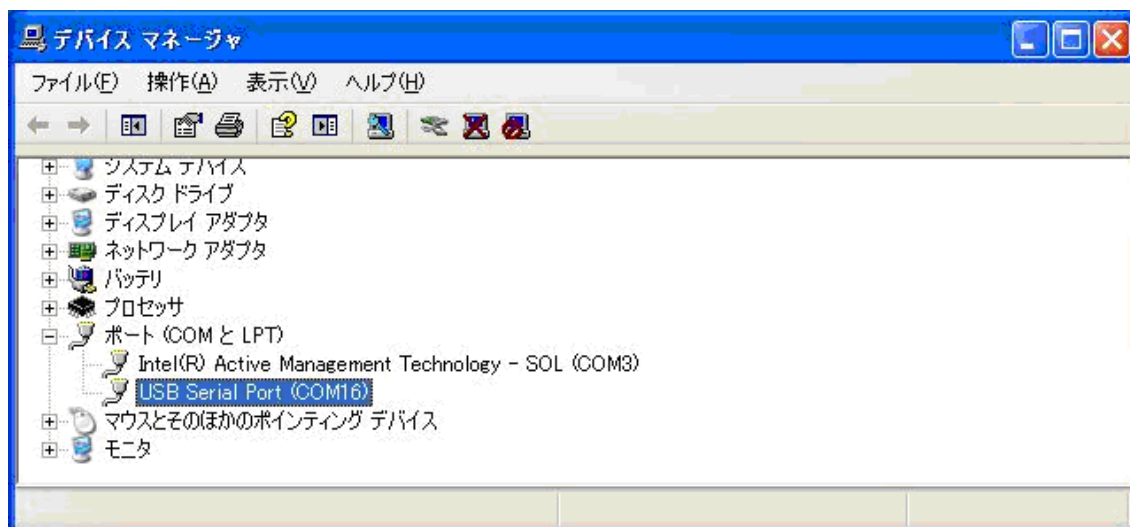 デバイス マネージャ
ファイル(F) 操作(A) 表示(V) ヘルプ(H)
システム デバイス
ディスク ドライブ
ディスプレイ アダプタ
ネットワーク アダプタ
バッテリ
プロセッサ
ポート (COM と LPT)
Intel(R) Active Management Technology - SOL (COM3)
USB Serial Port (COM16)
マウスとそのほかのポインティング デバイス
モニタ